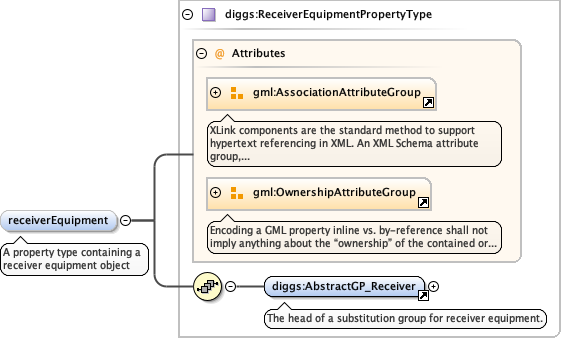 diggs:ReceiverEquipmentPropertyType
@ Attributes
gml:AssociationAttributeGroup
XLink components are the standard method to support
hypertext referencing in XML. An XML Schema attribute
group,...
gml:OwnershipAttributeGroup
Encoding a GML property inline vs. by-reference shall not
imply anything about the “ownership” of the contained or...
receiverEquipment
A property type containing a
receiver equipment object
diggs:AbstractGP_Receiver
The head of a substitution group for receiver equipment.